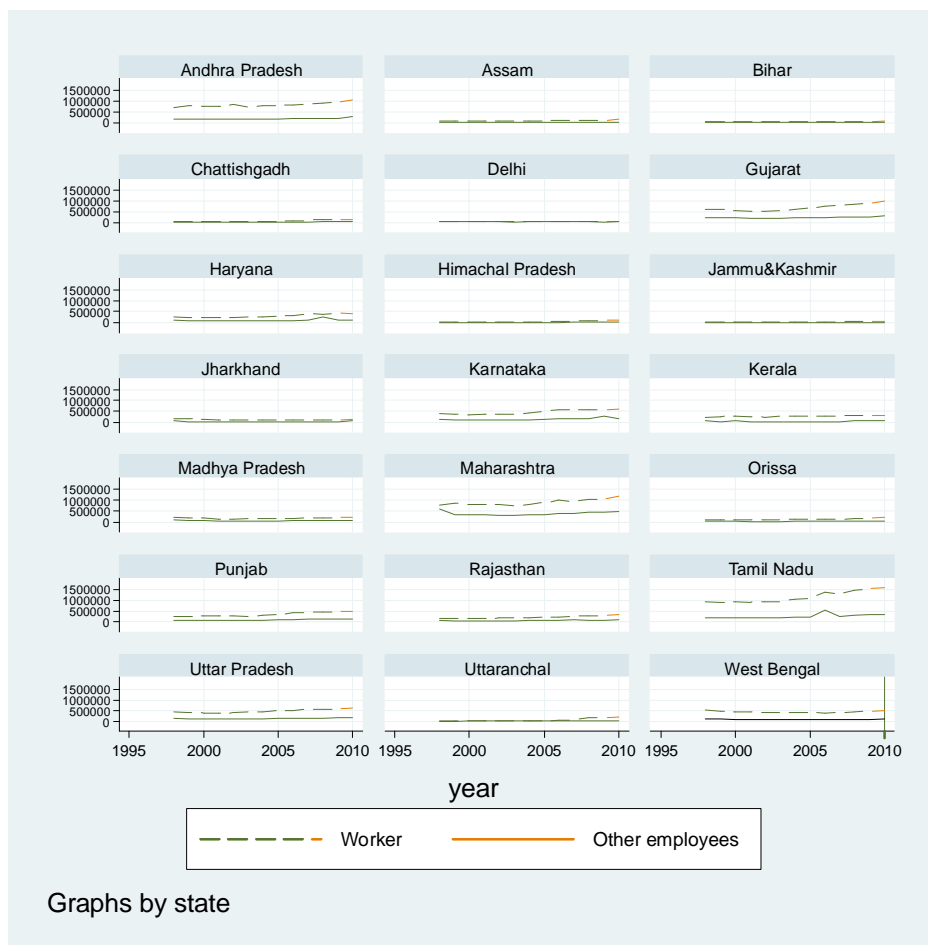 Andhra Pradesh Assam Bihar
1500000
1000000
500000
0
Chattishgadh Delhi Gujarat
1500000
1000000
500000
0
Haryana Himachal Pradesh Jammu&Kashmir
1500000
1000000
500000
0
Jharkhand Karnataka Kerala
1500000
1000000
500000
0
Madhya Pradesh Maharashtra Orissa
1500000
1000000
500000
0
Punjab Rajasthan Tamil Nadu
1500000
1000000
500000
0
Uttar Pradesh Uttaranchal West Bengal
1500000
1000000
500000
0
1995 2000 2005 2010 1995 2000 2005 2010 1995 2000 2005 2010
year
Worker Other employees
Graphs by state